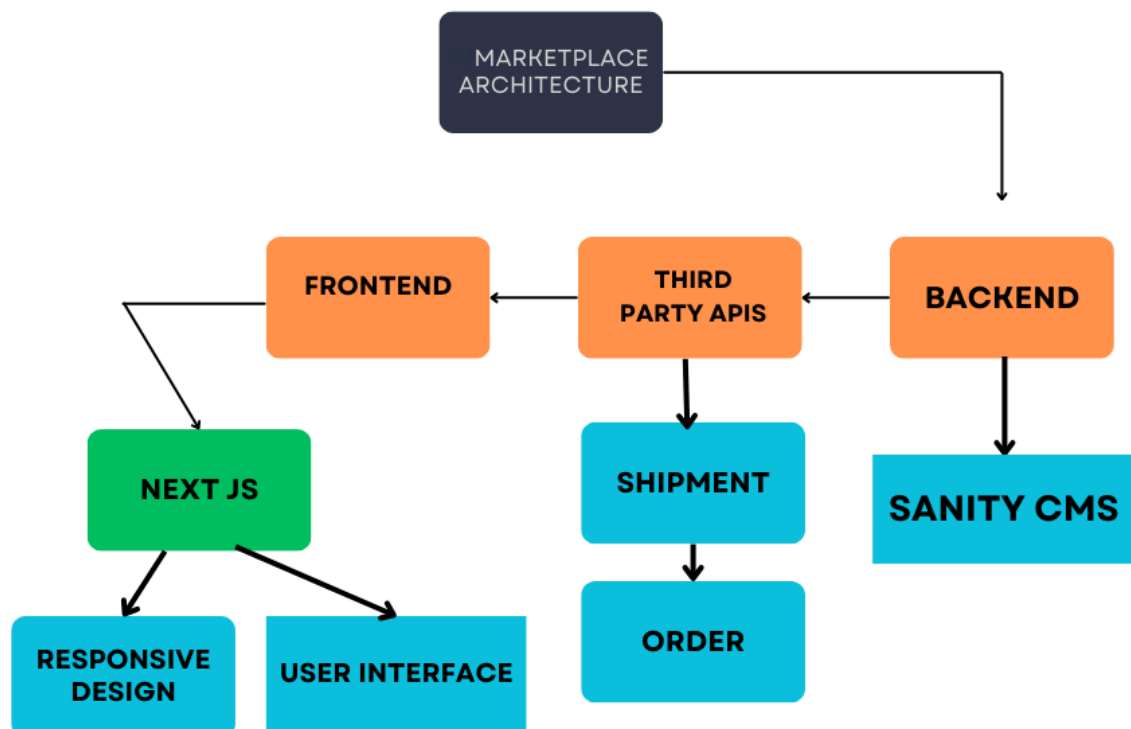 MARKETPLACE
ARCHITECTURE
FRONTEND
THIRD
PARTY APIS
BACKEND
NEXT JS
SHIPMENT
SANITY CMS
ORDER
RESPONSIVE
DESIGN
USER INTERFACE